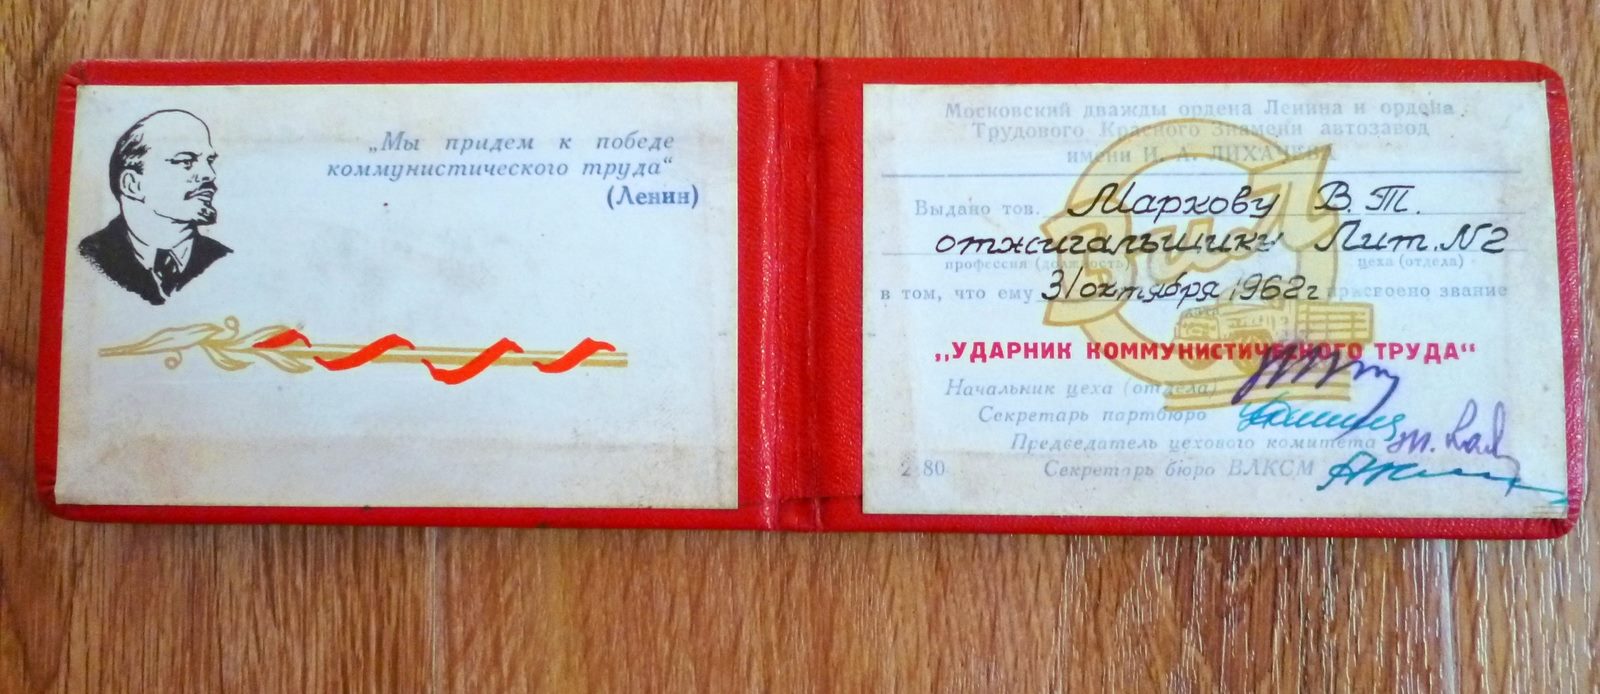 „Мы придем к победе
коммунистического труда“
(Ленин)
Московский дважды ордена Ленина и ордена
Трудового Красного Знамени автозавод
имени И. А. ЛИХАЧЕВА
Выдано тов. Маркову В.Т.
отжигальщику Лит. №2
профессия (должность) цеха (отдела)
в том, что ему 31 октября 1962 г присвоено звание
дата
„УДАРНИК КОММУНИСТИЧЕСКОГО ТРУДА“
Начальник цеха (отдела)
Секретарь партбюро
Председатель цехового комитета
2 80 Секретарь бюро ВЛКСМ